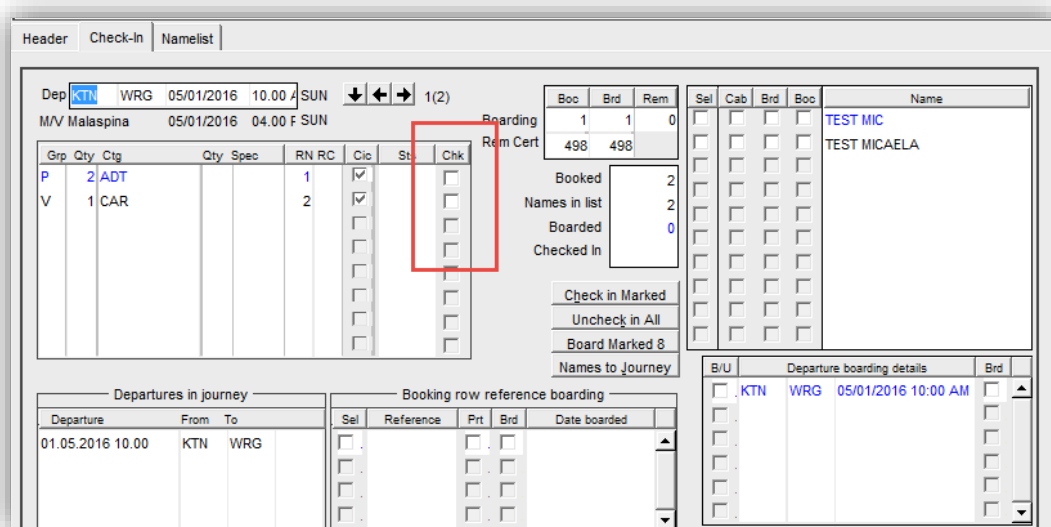 Header Check-In Namelist
Dep KTN WRG 05/01/2016 10.00 A SUN 1(2)
M/V Malaspina 05/01/2016 04.00 F SUN
Boc Brd Rem
Boarding 1 1 0
Rem Cert 498 498
Grp Qty Ctg Qty Spec RN RC Cic Sts Chk
P 2 ADT 1
V 1 CAR 2
Booked 2
Names in list 2
Boarded 0
Checked In
Check in Marked
Uncheck in All
Board Marked 8
Names to Journey
Sel Cab Brd Boc Name
TEST MIC
TEST MICAELA
Departures in journey
Departure From To
01.05.2016 10.00 KTN WRG
Booking row reference boarding
Sel Reference Prt Brd Date boarded
B/U Departure boarding details Brd
KTN WRG 05/01/2016 10:00 AM